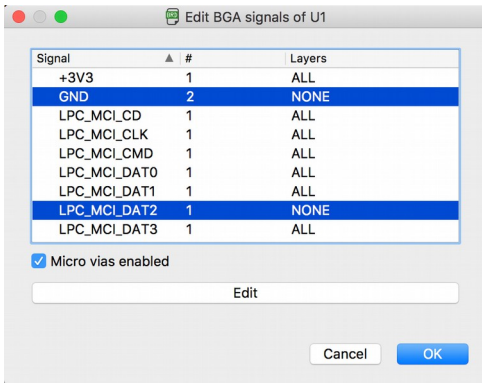 Edit BGA signals of U1
Signal # Layers
+3V3 1 ALL
GND 2 NONE
LPC_MCI_CD 1 ALL
LPC_MCI_CLK 1 ALL
LPC_MCI_CMD 1 ALL
LPC_MCI_DAT0 1 ALL
LPC_MCI_DAT1 1 ALL
LPC_MCI_DAT2 1 NONE
LPC_MCI_DAT3 1 ALL
Micro vias enabled
Edit
Cancel OK